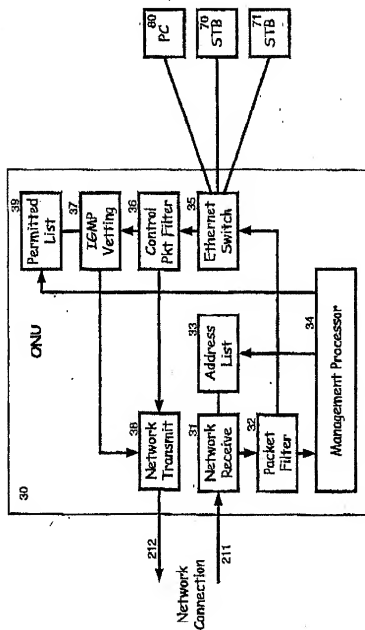 30
ONU
39
Permitted
List
37
IGMP
Vetting
36
Control
Pkt Filter
35
Ethernet
Switch
38
Network
Transmit
33
Address
List
31
Network
Receive
32
Packet
Filter
34
Management Processor
212
211
Network
Connection
80
PC
70
STB
71
STB